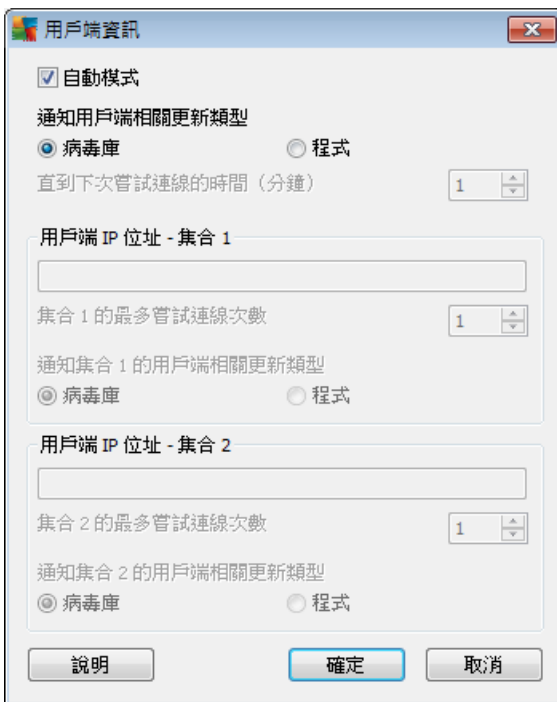 用戶端資訊
自動模式
通知用戶端相關更新類型
病毒庫 程式
直到下次嘗試連線的時間（分鐘） 1
用戶端 IP 位址 - 集合 1
集合 1 的最多嘗試連線次數 1
通知集合 1 的用戶端相關更新類型
病毒庫 程式
用戶端 IP 位址 - 集合 2
集合 2 的最多嘗試連線次數 1
通知集合 2 的用戶端相關更新類型
病毒庫 程式
說明 確定 取消